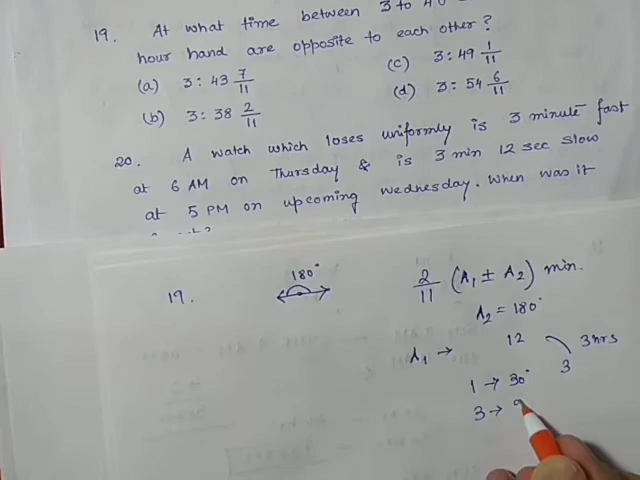 19. At what time between 3 to 4
hour hand are opposite to each other?
(a) 3: 43 7/11 (c) 3: 49 1/11
(b) 3: 38 2/11 (d) 3: 54 6/11
20. A watch which loses uniformly is 3 minute fast
at 6 AM on Thursday & is 3 min 12 sec slow
at 5 PM on upcoming Wednesday. When was it
19. 180° 2/11 (A₁ ± A₂) min.
A₂ = 180°
A₁ → 12 3 hrs
3
1 → 30°
3 →